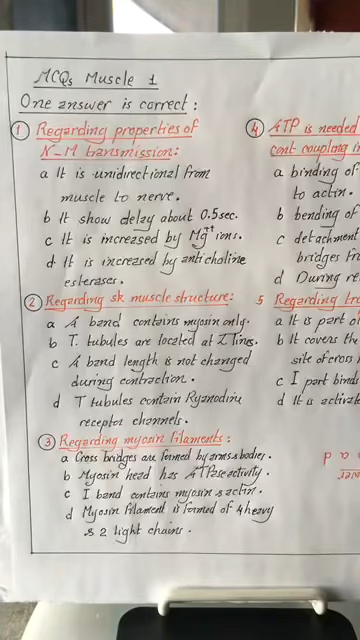 MCQs Muscle 1
One answer is correct :
① Regarding properties of
N-M transmission :
a It is unidirectional from
muscle to nerve.
b It show delay about 0.5sec.
c It is increased by Mg++ ions.
d It is increased by anticholine
esterases.
② Regarding sk muscle structure :
a A band contains myosin only.
b T. tubules are located at Z lines.
c A band length is not changed
during contraction.
d T tubules contain Ryanodine
receptor channels.
③ Regarding myosin filaments :
a Cross bridges are formed by arms & bodies.
b Myosin head has ATPase activity.
c I band contains myosin & actin.
d Myosin filament is formed of 4 heavy
& 2 light chains.
④ ATP is needed
cont coupling in
a binding of
to actin.
b bending of
c detachment
bridges fr
d During re
5 Regarding tro
a It is part of
b It covers the
site of cross
c I part bind
d It is activat